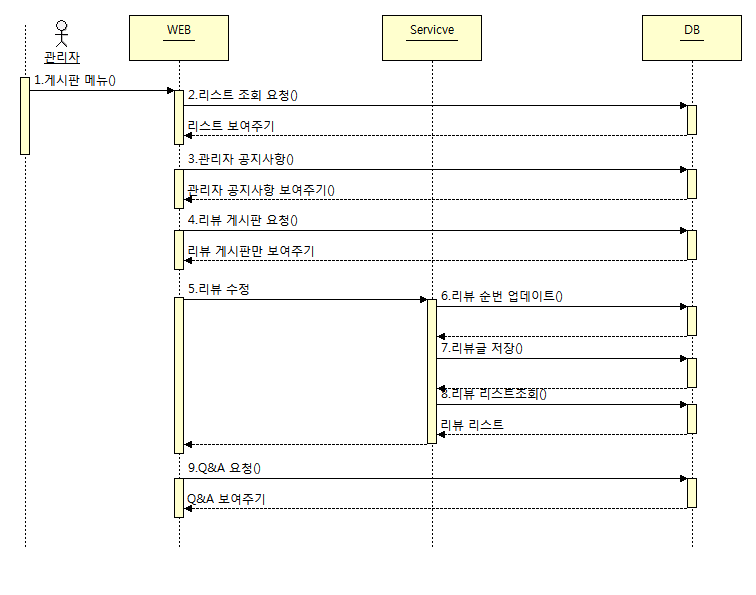 관리자
WEB
Servicve
DB
1.게시판 메뉴()
2.리스트 조회 요청()
리스트 보여주기
3.관리자 공지사항()
관리자 공지사항 보여주기()
4.리뷰 게시판 요청()
리뷰 게시판만 보여주기
5.리뷰 수정
6.리뷰 순번 업데이트()
7.리뷰글 저장()
8.리뷰 리스트조회()
리뷰 리스트
9.Q&A 요청()
Q&A 보여주기